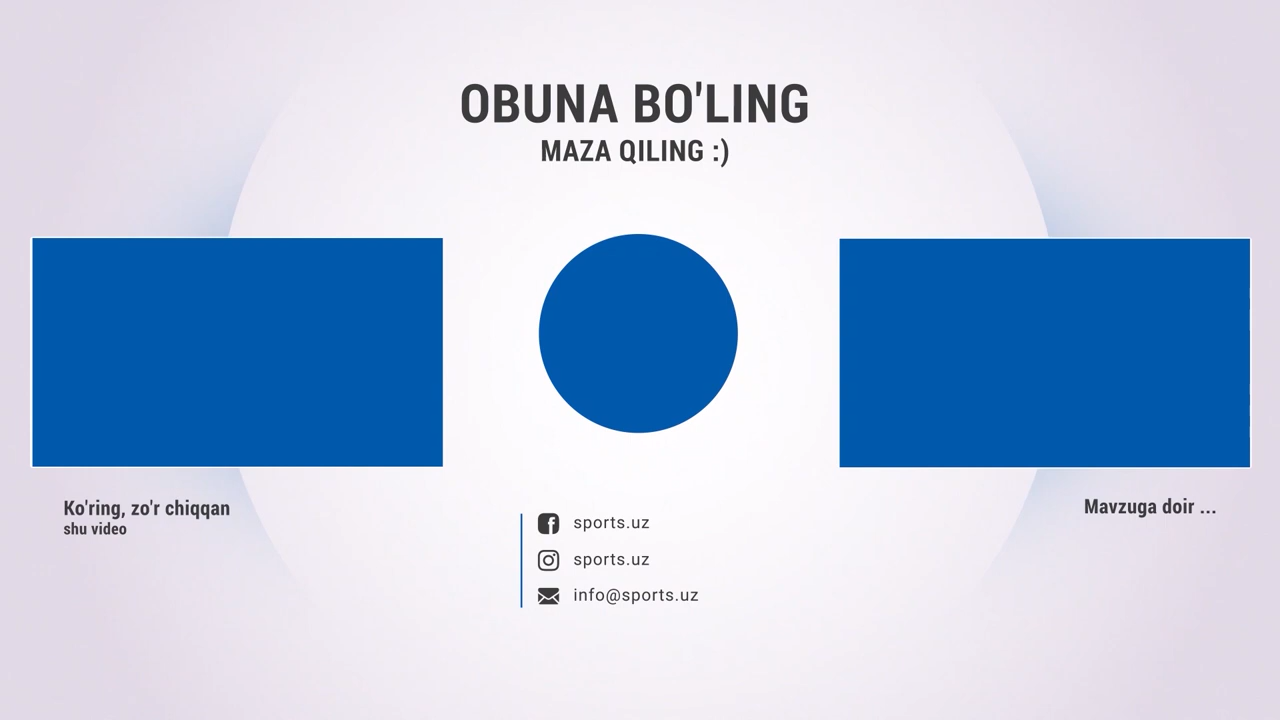 OBUNA BO'LING
MAZA QILING :)
Ko'ring, zo'r chiqqan
shu video
Mavzuga doir ...
sports.uz
sports.uz
info@sports.uz